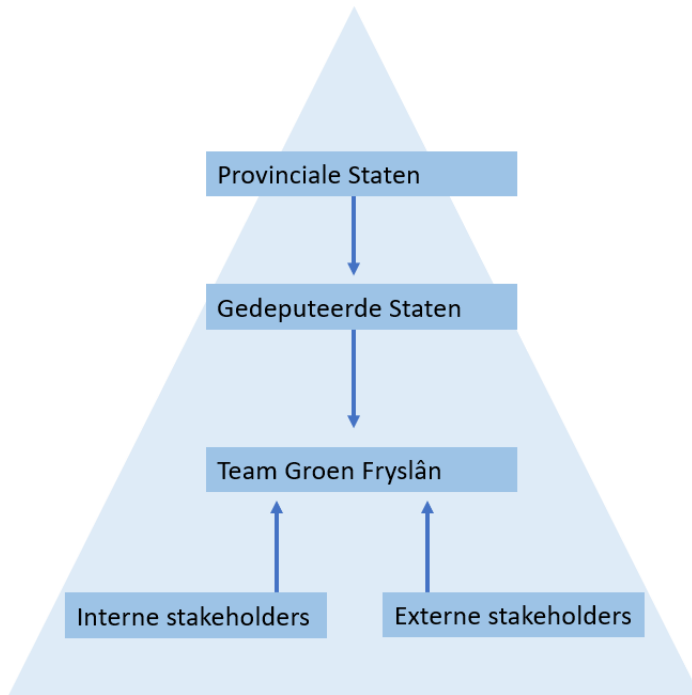 Provinciale Staten
Gedeputeerde Staten
Team Groen Fryslân
Interne stakeholders
Externe stakeholders